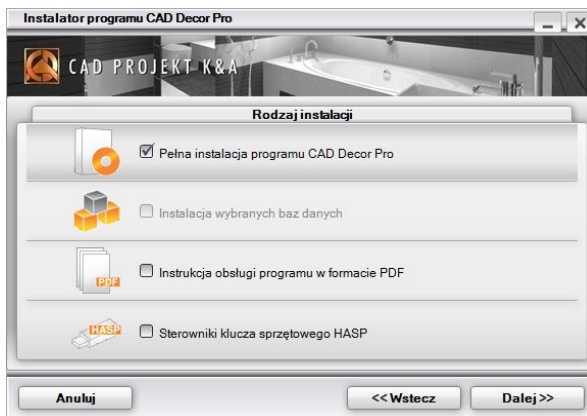 Instalator programu CAD Decor Pro
CAD PROJEKT K&A
Rodzaj instalacji
Pełna instalacja programu CAD Decor Pro
Instalacja wybranych baz danych
PDF
Instrukcja obsługi programu w formacie PDF
HASP
Sterowniki klucza sprzętowego HASP
Anuluj
<< Wstecz
Dalej >>